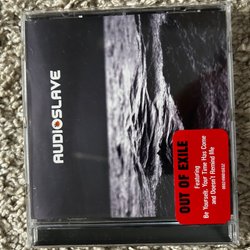 AUDIOSLAVE
OUT OF EXILE
Featuring
Be Yourself, Your Time Has Come
and Doesn't Remind Me